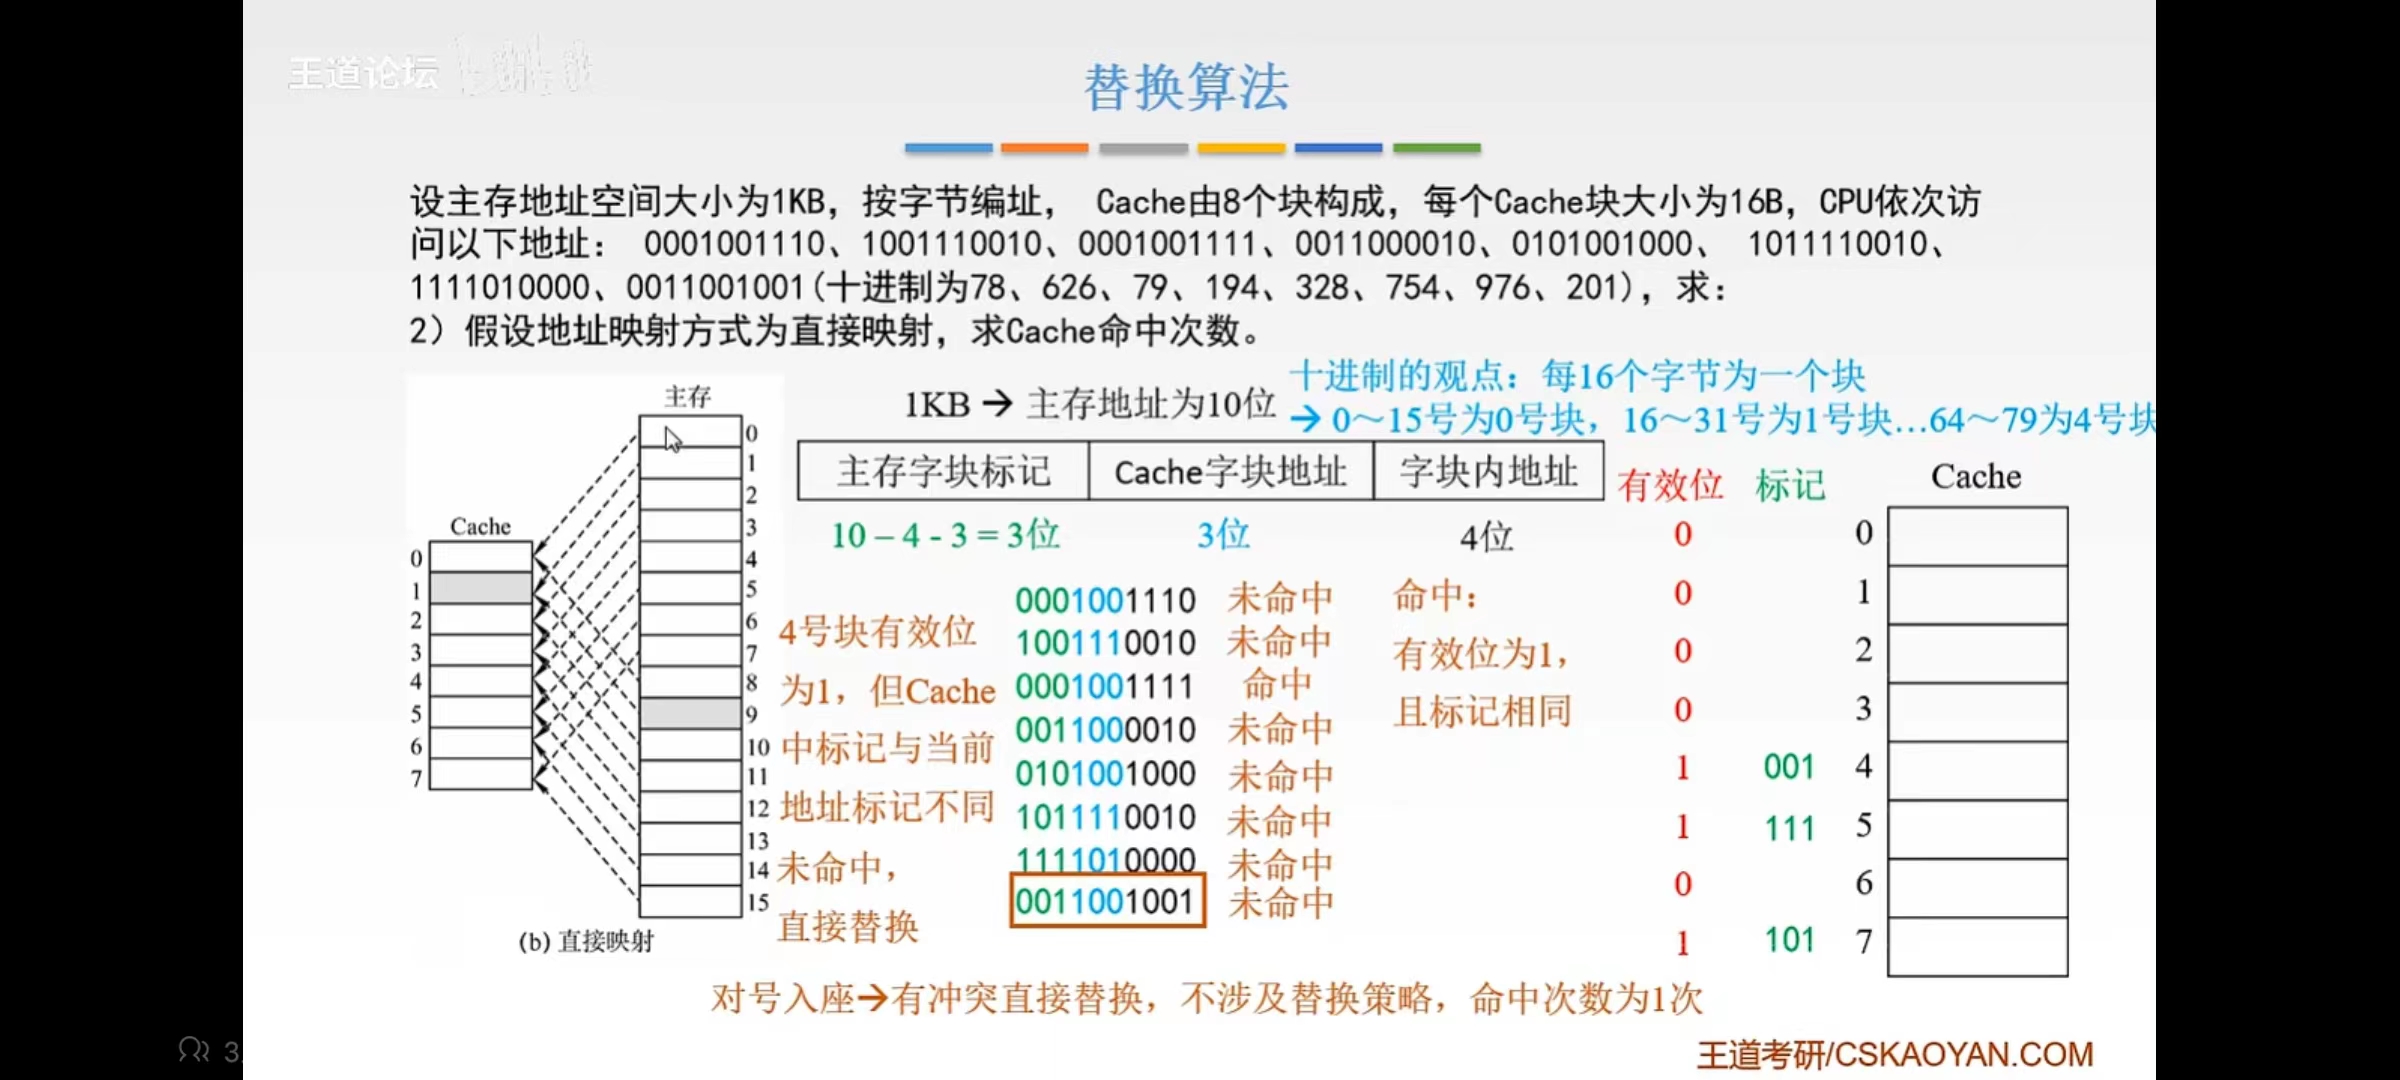 王道论坛
替换算法
设主存地址空间大小为1KB，按字节编址， Cache由8个块构成，每个Cache块大小为16B，CPU依次访
问以下地址： 0001001110、1001110010、0001001111、0011000010、0101001000、 1011110010、
1111010000、0011001001(十进制为78、626、79、194、328、754、976、201)，求：
2）假设地址映射方式为直接映射，求Cache命中次数。
十进制的观点：每16个字节为一个块
1KB → 主存地址为10位
→ 0～15号为0号块，16～31号为1号块…64～79为4号块
主存
0
1
2
3
4
5
6
7
8
9
10
11
12
13
14
15
Cache
0
1
2
3
4
5
6
7
(b) 直接映射
主存字块标记 Cache字块地址 字块内地址
10 – 4 - 3 = 3位 3位 4位
4号块有效位
为1，但Cache
中标记与当前
地址标记不同
未命中，
直接替换
0001001110 未命中
1001110010 未命中
0001001111 命中
0011000010 未命中
0101001000 未命中
1011110010 未命中
1111010000 未命中
0011001001 未命中
命中：
有效位为1，
且标记相同
有效位 标记 Cache
0 0
0 1
0 2
0 3
1 001 4
1 111 5
0 6
1 101 7
对号入座→有冲突直接替换，不涉及替换策略，命中次数为1次
王道考研/CSKAOYAN.COM
3